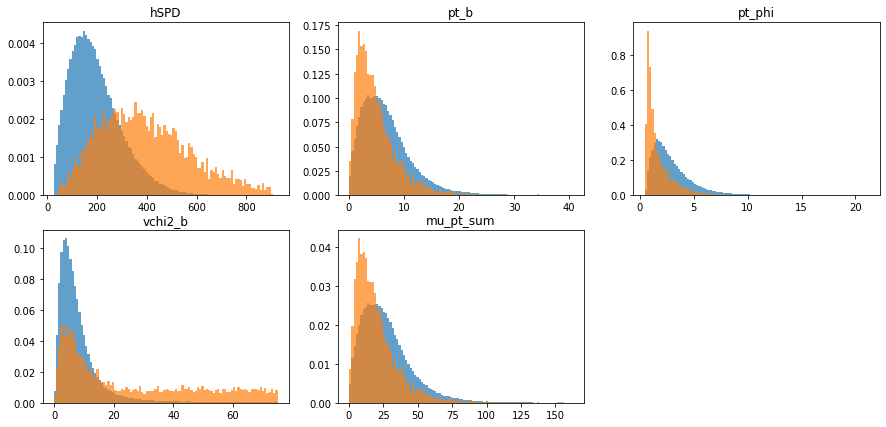 hSPD
pt_b
pt_phi
0.004
0.003
0.002
0.001
0.000
0 200 400 600 800
0.175
0.150
0.125
0.100
0.075
0.050
0.025
0.000
0 10 20 30 40
0.8
0.6
0.4
0.2
0.0
0 5 10 15 20
vchi2_b
mu_pt_sum
0.10
0.08
0.06
0.04
0.02
0.00
0 20 40 60
0.04
0.03
0.02
0.01
0.00
0 25 50 75 100 125 150